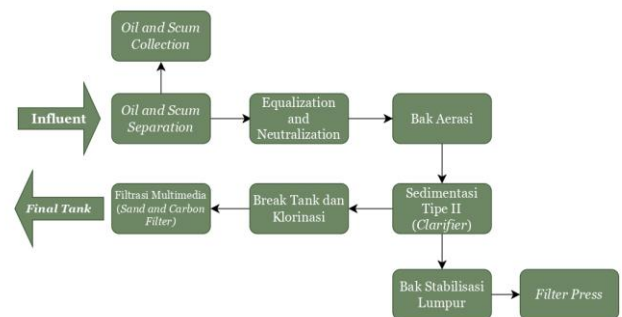 Oil and Scum
Collection
Influent
Oil and Scum
Separation
Equalization
and
Neutralization
Bak Aerasi
Final Tank
Filtrasi Multimedia
(Sand and Carbon
Filter)
Break Tank dan
Klorinasi
Sedimentasi
Tipe II
(Clarifier)
Bak Stabilisasi
Lumpur
Filter Press